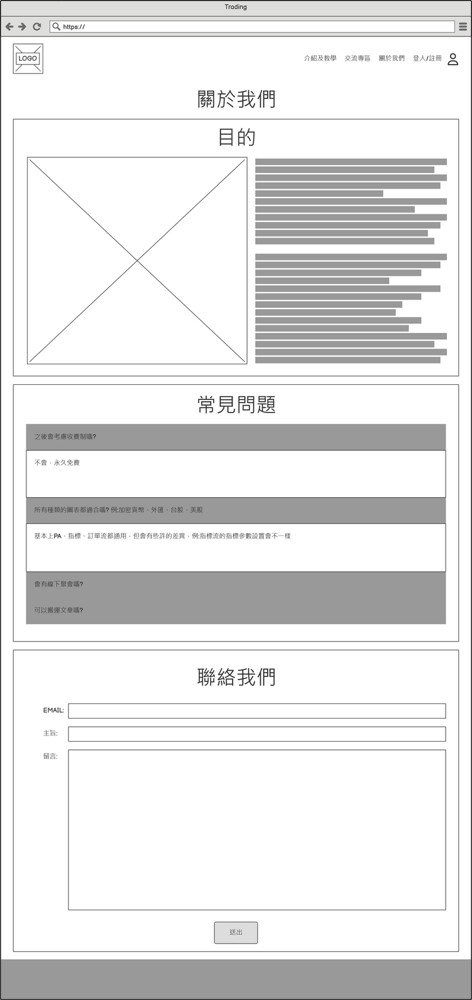 Trading
https://
LOGO
介紹及教學 交流專區 關於我們 登入/註冊
關於我們
目的
常見問題
之後會考慮收費制嗎?
不會，永久免費
所有種類的圖表都適合嗎? 例:加密貨幣、外匯、台股、美股
基本上PA、指標、訂單流都通用，但會有些許的差異，例:指標流的指標參數設置會不一樣
會有線下聚會嗎?
可以搬運文章嗎?
聯絡我們
EMAIL:
主旨:
留言:
送出